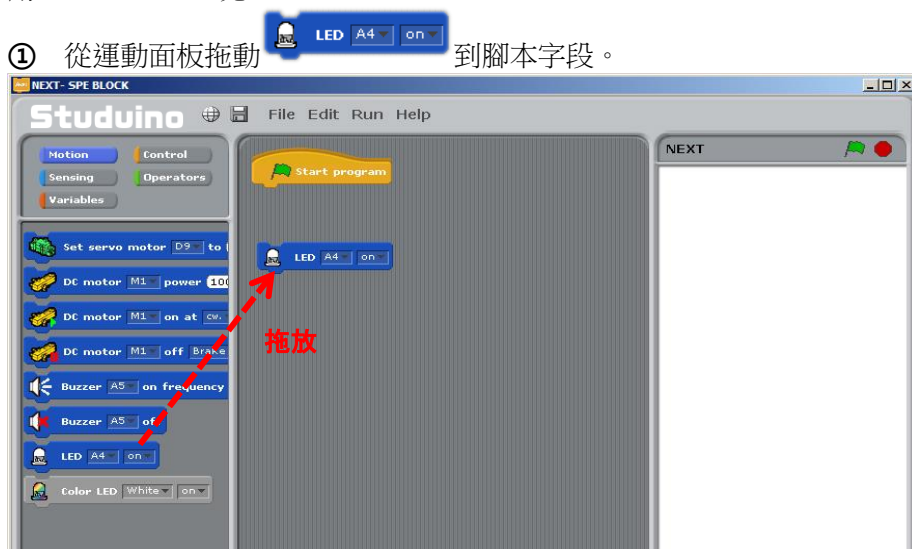 ① 從運動面板拖動 LED A4 on 到腳本字段。
NEXT- SPE BLOCK
Studuino File Edit Run Help
Motion Control
Sensing Operators
Variables
Start program
NEXT
Set servo motor D9 to
DC motor M1 power 100
DC motor M1 on at cw.
DC motor M1 off Brake
Buzzer A5 on frequency
Buzzer A5 off
LED A4 on
Color LED White on
LED A4 on
拖放